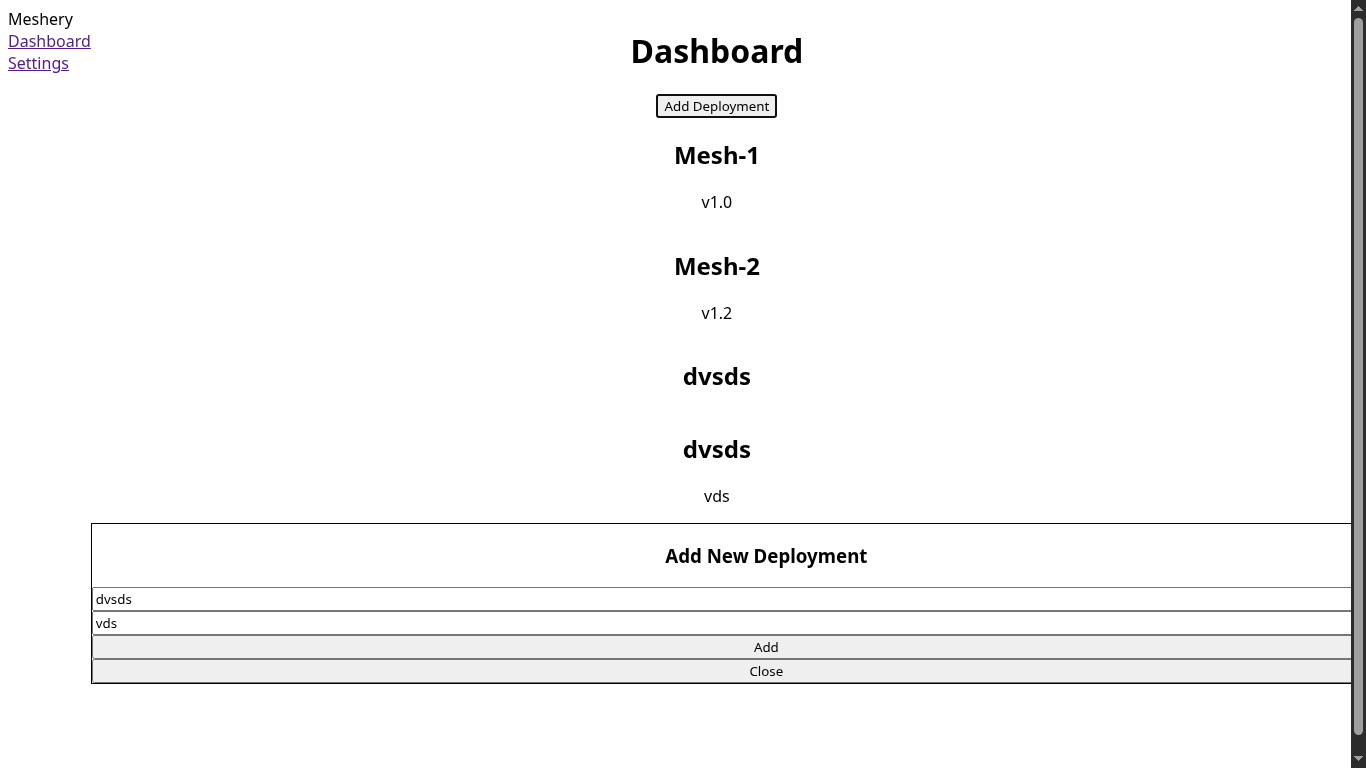 Meshery
Dashboard
Settings
Dashboard
Add Deployment
Mesh-1
v1.0
Mesh-2
v1.2
dvsds
dvsds
vds
Add New Deployment
dvsds
vds
Add
Close